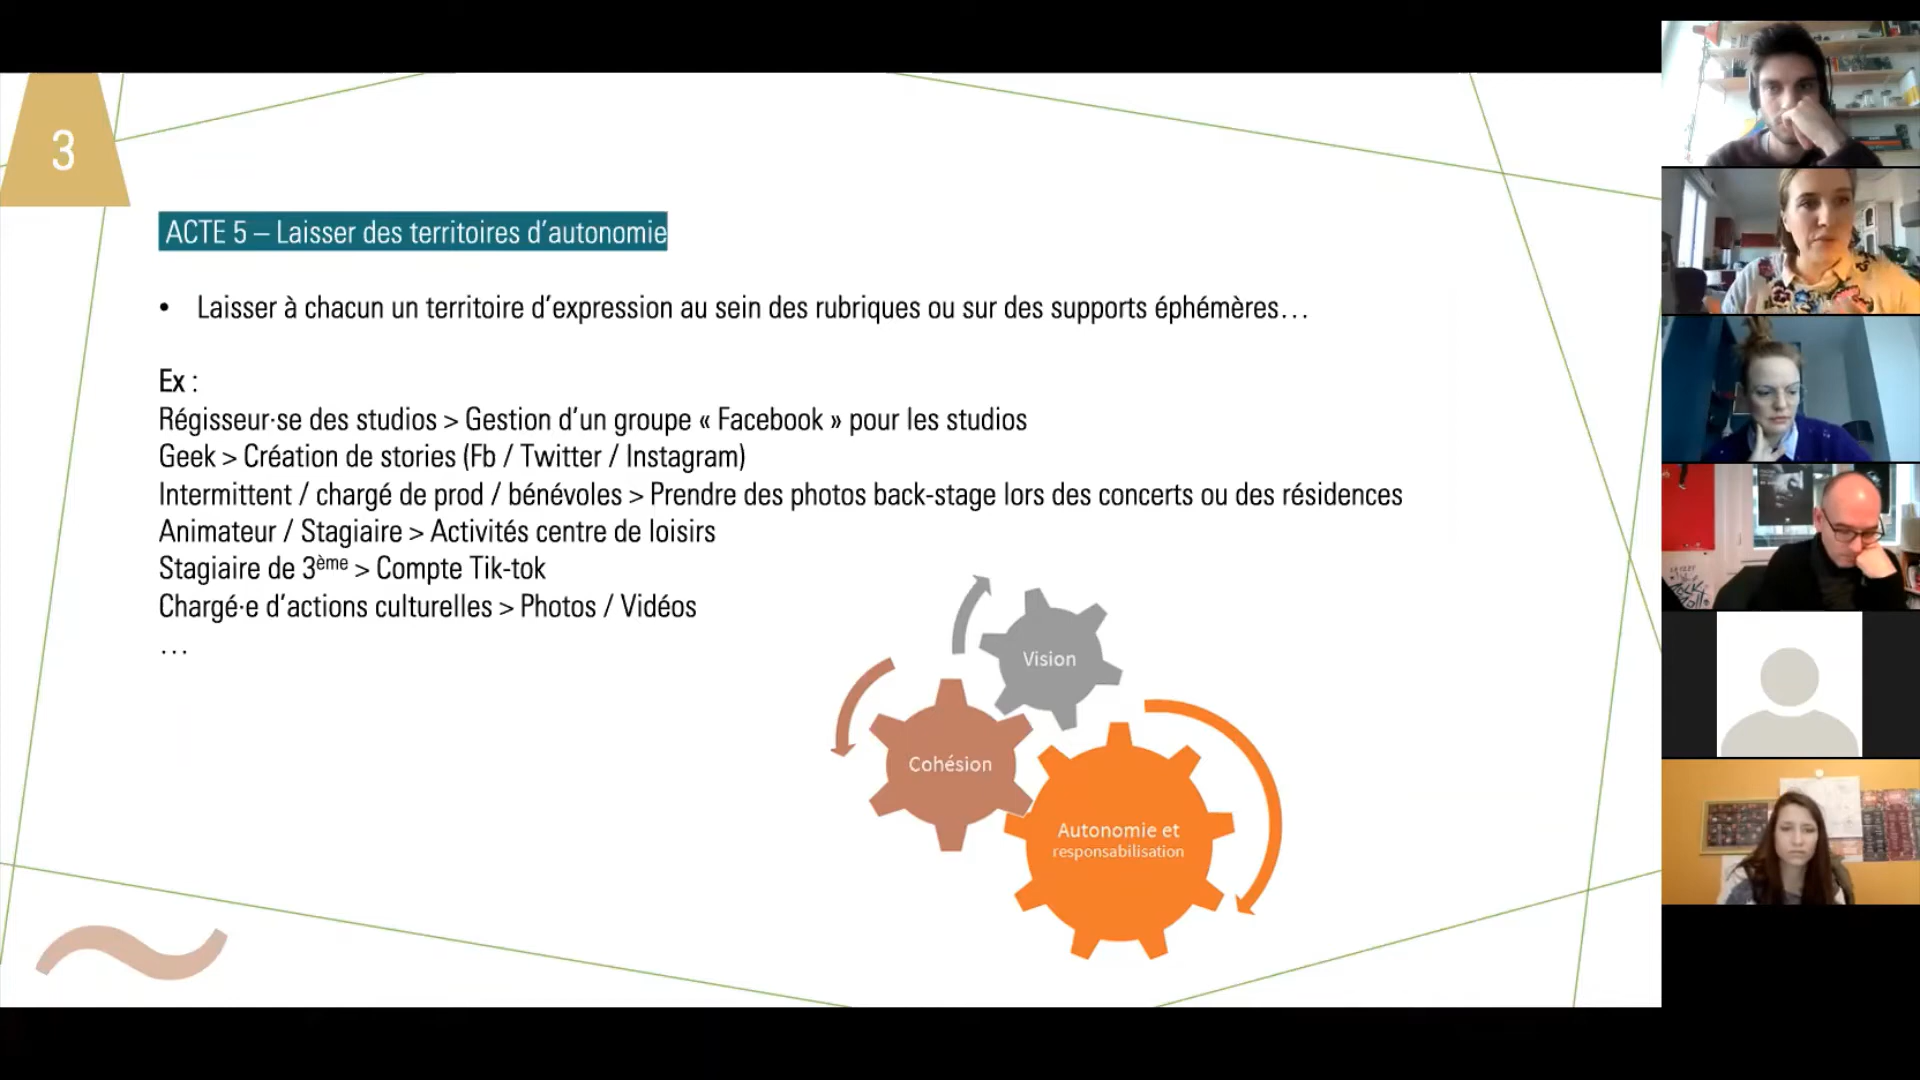 3
ACTE 5 – Laisser des territoires d’autonomie
• Laisser à chacun un territoire d’expression au sein des rubriques ou sur des supports éphémères…
Ex :
Régisseur·se des studios > Gestion d’un groupe « Facebook » pour les studios
Geek > Création de stories (Fb / Twitter / Instagram)
Intermittent / chargé de prod / bénévoles > Prendre des photos back-stage lors des concerts ou des résidences
Animateur / Stagiaire > Activités centre de loisirs
Stagiaire de 3ème > Compte Tik-tok
Chargé·e d’actions culturelles > Photos / Vidéos
…
Vision
Cohésion
Autonomie et
responsabilisation